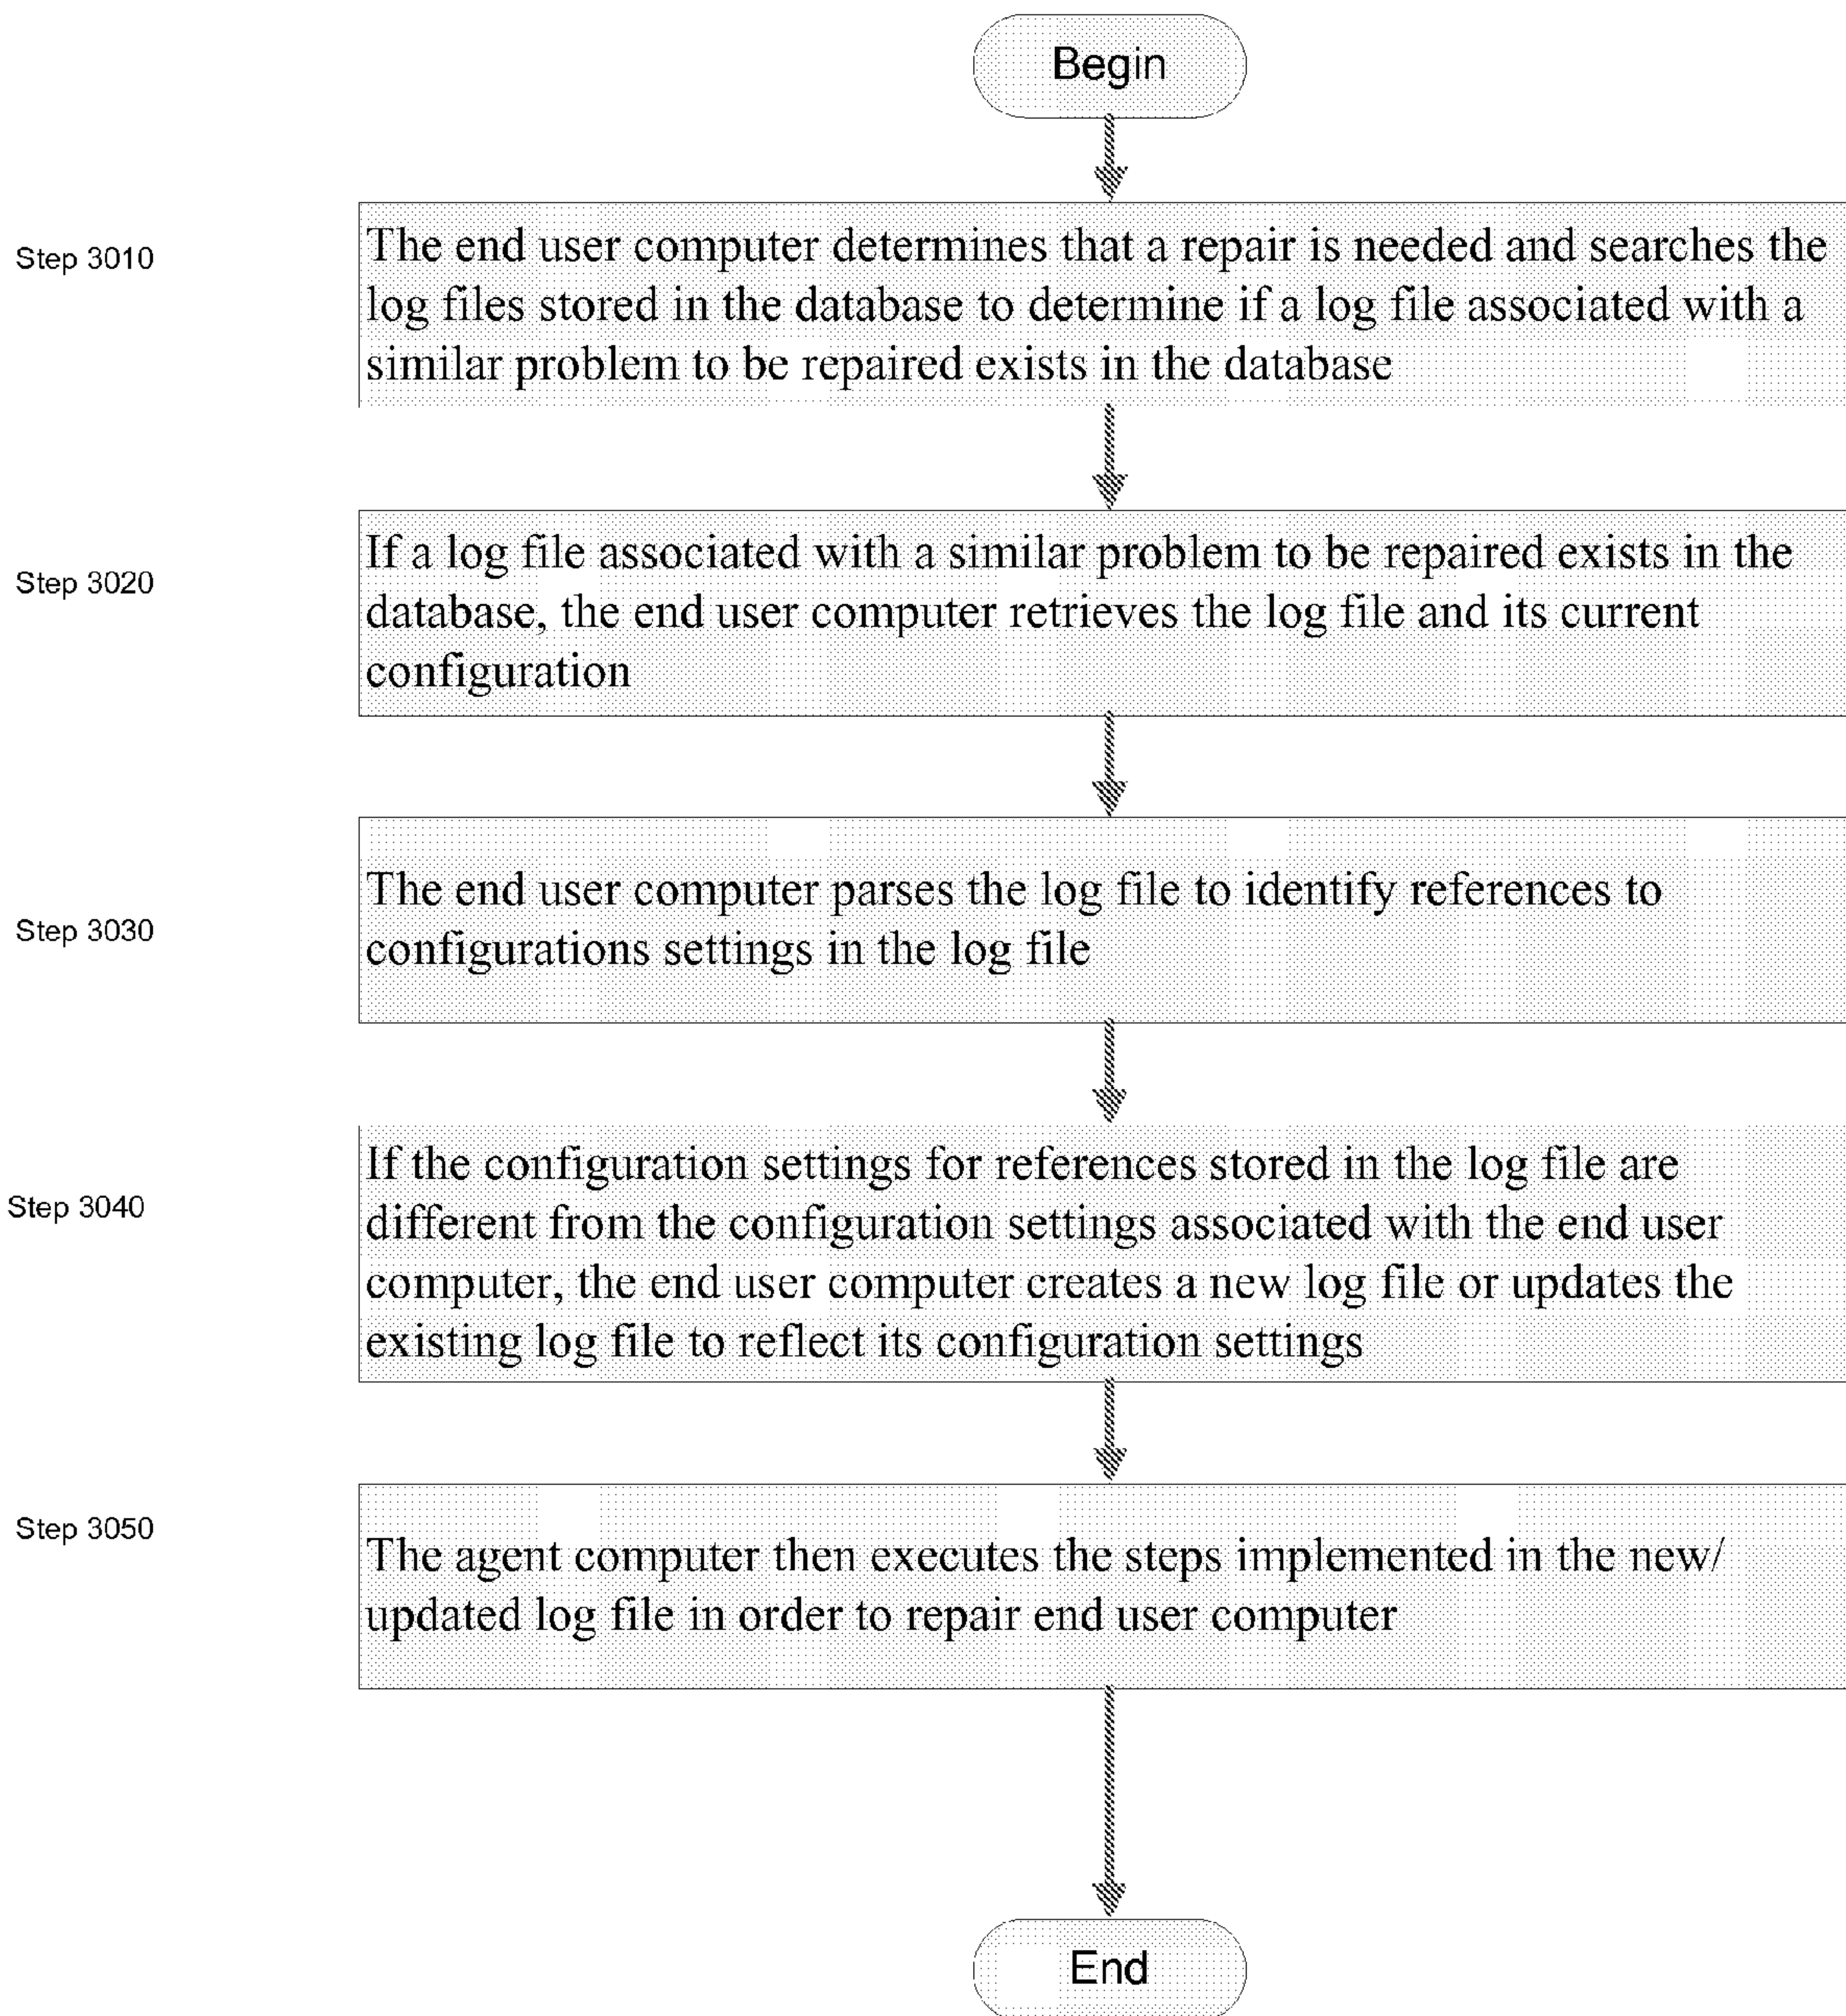 Begin
Step 3010
The end user computer determines that a repair is needed and searches the
log files stored in the database to determine if a log file associated with a
similar problem to be repaired exists in the database
Step 3020
If a log file associated with a similar problem to be repaired exists in the
database, the end user computer retrieves the log file and its current
configuration
Step 3030
The end user computer parses the log file to identify references to
configurations settings in the log file
Step 3040
If the configuration settings for references stored in the log file are
different from the configuration settings associated with the end user
computer, the end user computer creates a new log file or updates the
existing log file to reflect its configuration settings
Step 3050
The agent computer then executes the steps implemented in the new/
updated log file in order to repair end user computer
End